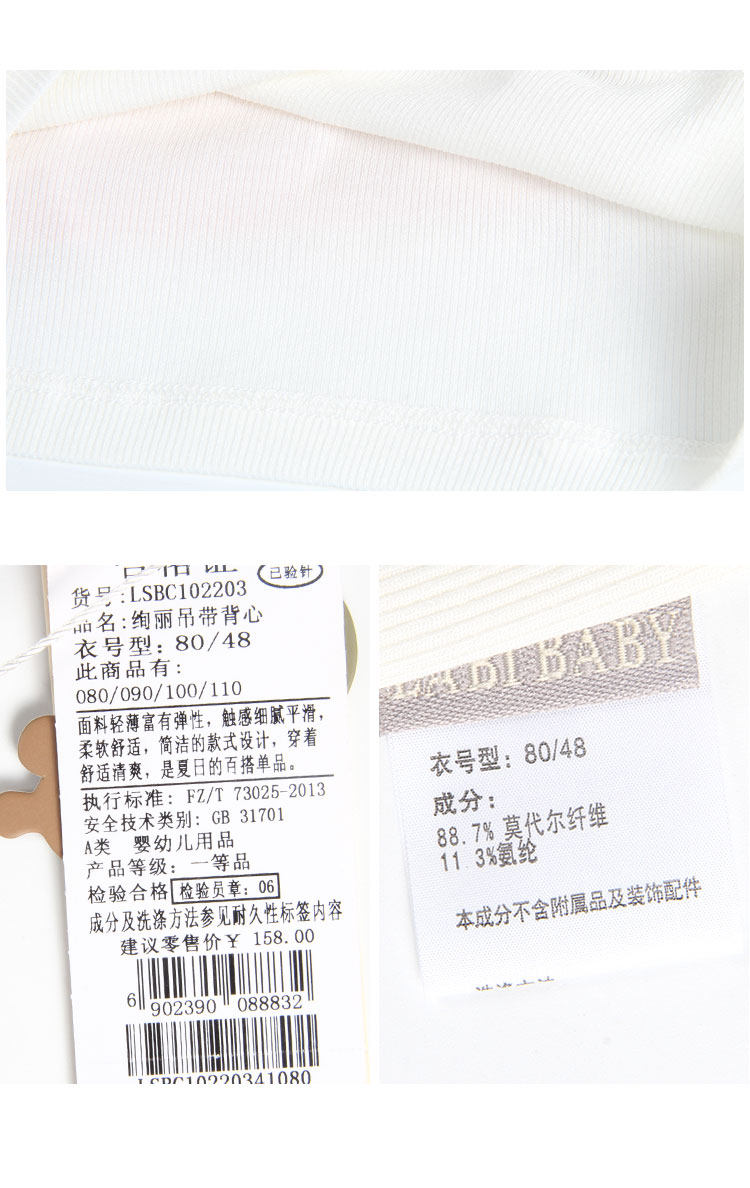 合格证
已验针
货号:LSBC102203
品名:绚丽吊带背心
衣号型: 80/48
此商品有:
080/090/100/110
面料轻薄富有弹性，触感细腻平滑，
柔软舒适，简洁的款式设计，穿着
舒适清爽，是夏日的百搭单品。
执行标准: FZ/T 73025-2013
安全技术类别: GB 31701
A类 婴幼儿用品
产品等级: 一等品
检验合格 检验员章: 06
成分及洗涤方法参见耐久性标签内容
建议零售价￥ 158.00
6 902390 088832
LSBC10220341080
LABI BABY
衣号型: 80/48
成分:
88.7% 莫代尔纤维
11.3%氨纶
本成分不含附属品及装饰配件